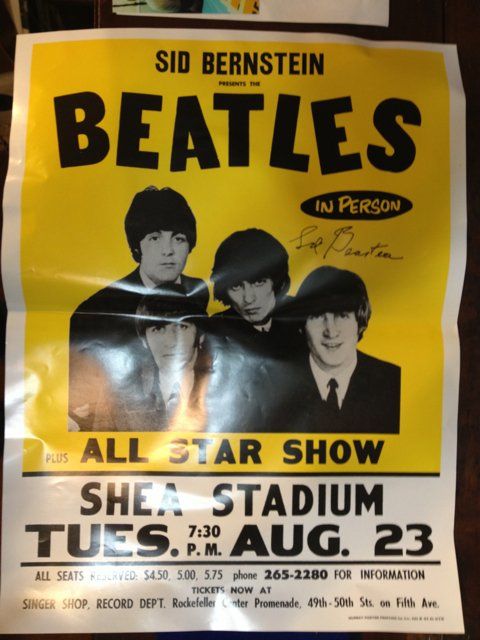 SID BERNSTEIN
PRESENTS THE
BEATLES
IN PERSON
Sid Bernstein
PLUS ALL STAR SHOW
SHEA STADIUM
TUES. 7:30 P.M. AUG. 23
ALL SEATS RESERVED: $4.50, 5.00, 5.75 phone 265-2280 FOR INFORMATION
TICKETS NOW AT
SINGER SHOP, RECORD DEP'T. Rockefeller Center Promenade, 49th-50th Sts. on Fifth Ave.